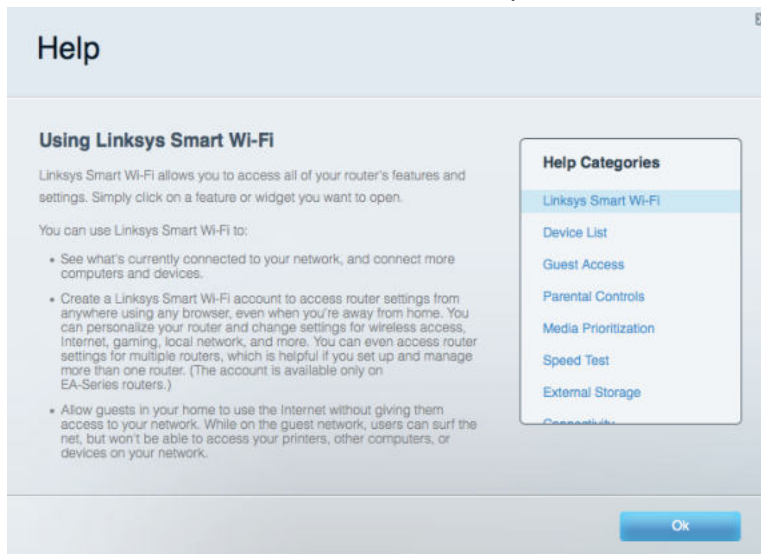 Help
Using Linksys Smart Wi-Fi
Linksys Smart Wi-Fi allows you to access all of your router's features and
settings. Simply click on a feature or widget you want to open.
You can use Linksys Smart Wi-Fi to:
• See what's currently connected to your network, and connect more
computers and devices.
• Create a Linksys Smart Wi-Fi account to access router settings from
anywhere using any browser, even when you're away from home. You
can personalize your router and change settings for wireless access,
Internet, gaming, local network, and more. You can even access router
settings for multiple routers, which is helpful if you set up and manage
more than one router. (The account is available only on
EA-Series routers.)
• Allow guests in your home to use the Internet without giving them
access to your network. While on the guest network, users can surf the
net, but won't be able to access your printers, other computers, or
devices on your network.
Help Categories
Linksys Smart Wi-Fi
Device List
Guest Access
Parental Controls
Media Prioritization
Speed Test
External Storage
Connectivity
Ok